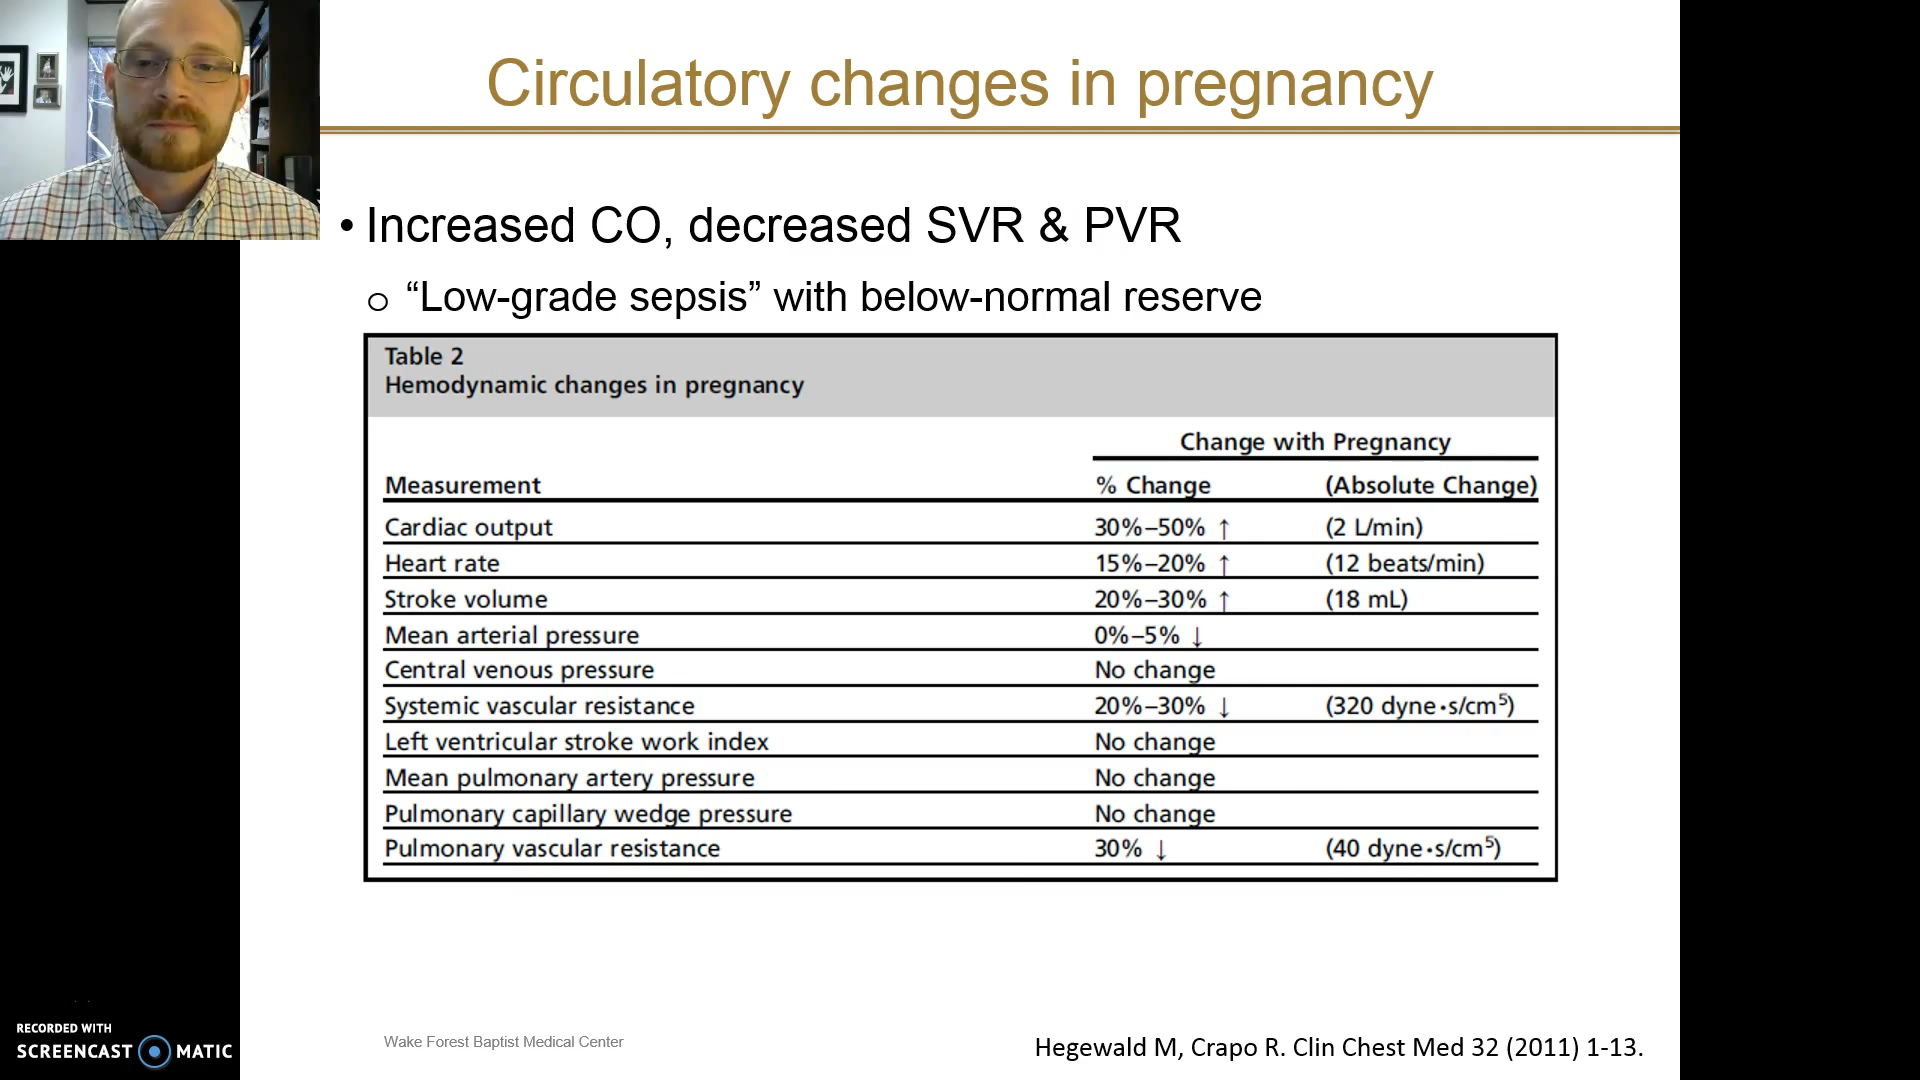 Circulatory changes in pregnancy
• Increased CO, decreased SVR & PVR
o “Low-grade sepsis” with below-normal reserve
Table 2
Hemodynamic changes in pregnancy
Change with Pregnancy
Measurement % Change (Absolute Change)
Cardiac output 30%–50% ↑ (2 L/min)
Heart rate 15%–20% ↑ (12 beats/min)
Stroke volume 20%–30% ↑ (18 mL)
Mean arterial pressure 0%–5% ↓
Central venous pressure No change
Systemic vascular resistance 20%–30% ↓ (320 dyne•s/cm⁵)
Left ventricular stroke work index No change
Mean pulmonary artery pressure No change
Pulmonary capillary wedge pressure No change
Pulmonary vascular resistance 30% ↓ (40 dyne•s/cm⁵)
Wake Forest Baptist Medical Center
Hegewald M, Crapo R. Clin Chest Med 32 (2011) 1-13.
RECORDED WITH
SCREENCAST MATIC